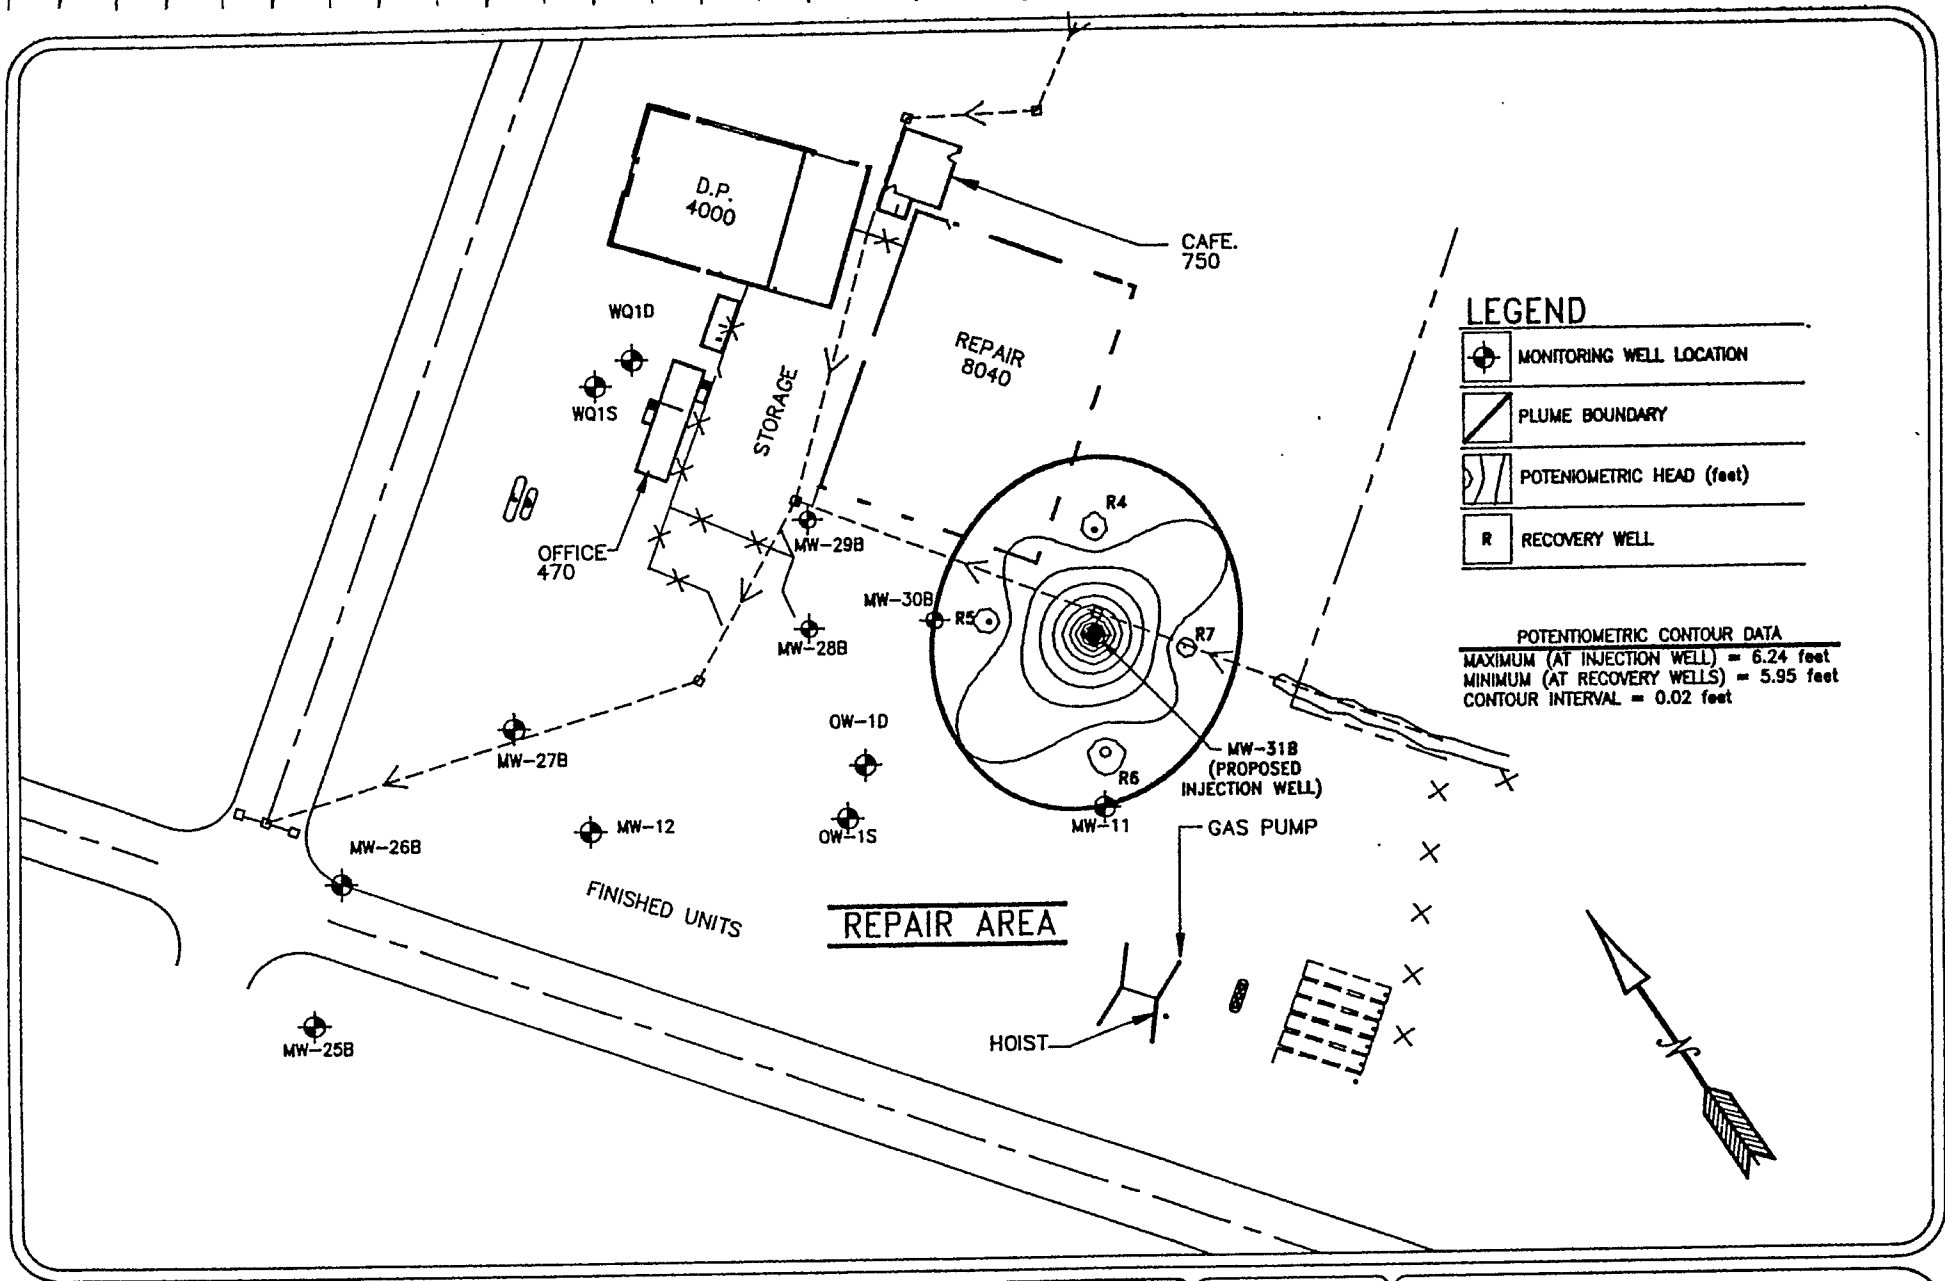 D.P.
4000
CAFE.
750
WQ1D
WQ1S
REPAIR
8040
STORAGE
OFFICE
470
LEGEND
MONITORING WELL LOCATION
PLUME BOUNDARY
POTENIOMETRIC HEAD (feet)
R RECOVERY WELL
POTENTIOMETRIC CONTOUR DATA
MAXIMUM (AT INJECTION WELL) = 6.24 feet
MINIMUM (AT RECOVERY WELLS) = 5.95 feet
CONTOUR INTERVAL = 0.02 feet
R4
MW-29B
MW-30B
R5
R7
MW-28B
OW-1D
MW-27B
MW-31B
(PROPOSED
INJECTION WELL)
R6
MW-11
GAS PUMP
MW-12
OW-1S
MW-26B
FINISHED UNITS
REPAIR AREA
HOIST
MW-25B
N